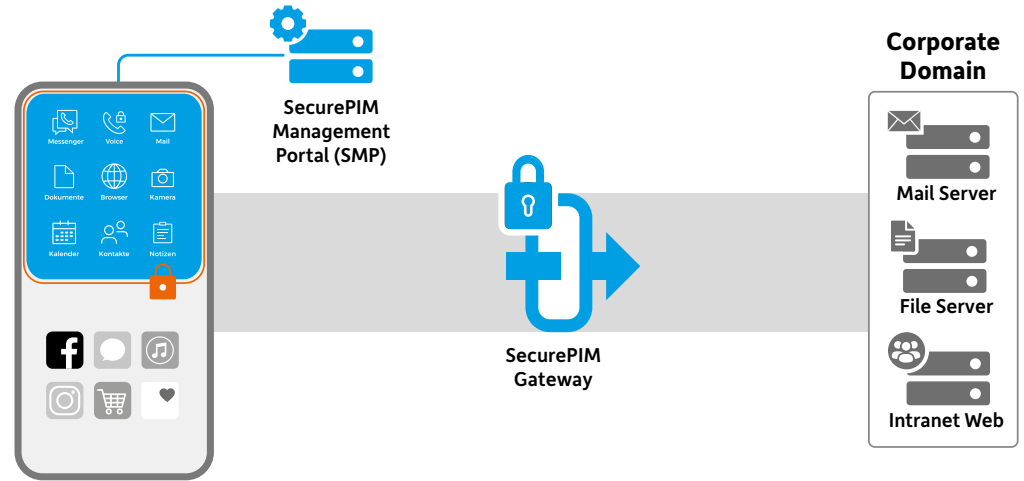 SecurePIM
Management
Portal (SMP)
Messenger Voice Mail
Dokumente Browser Kamera
Kalender Kontakte Notizen
SecurePIM
Gateway
Corporate
Domain
Mail Server
File Server
Intranet Web